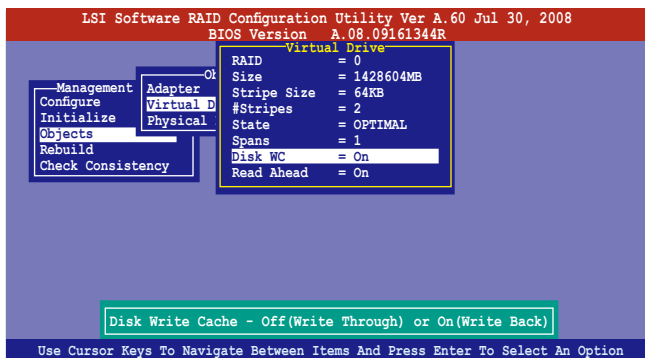 LSI Software RAID Configuration Utility Ver A.60 Jul 30, 2008
BIOS Version A.08.09161344R
Management
Configure
Initialize
Objects
Rebuild
Check Consistency
Adapter
Virtual D
Physical
Virtual Drive
RAID = 0
Size = 1428604MB
Stripe Size = 64KB
#Stripes = 2
State = OPTIMAL
Spans = 1
Disk WC = On
Read Ahead = On
Disk Write Cache - Off(Write Through) or On(Write Back)
Use Cursor Keys To Navigate Between Items And Press Enter To Select An Option